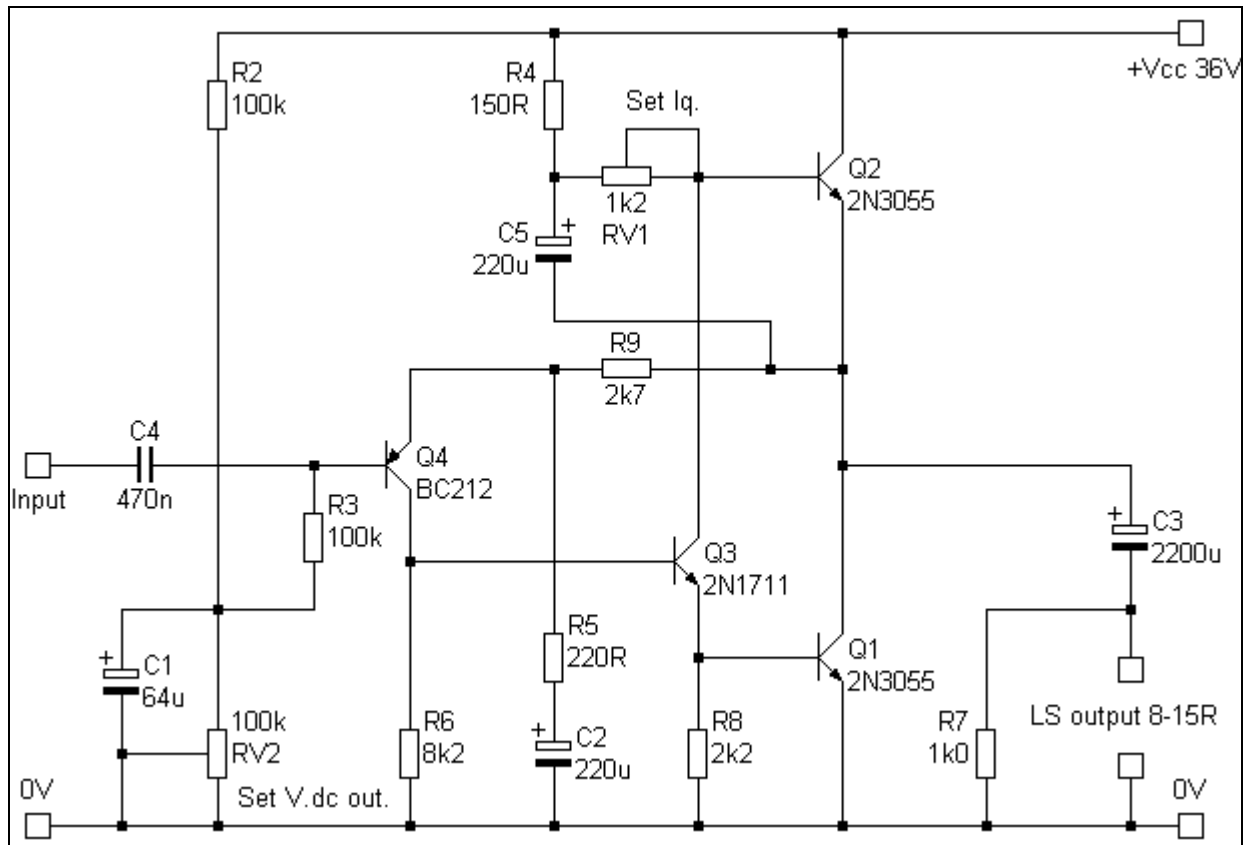 +Vcc 36V
R2
100k
R4
150R
Set Iq.
1k2
RV1
Q2
2N3055
C5
220u
+
R9
2k7
C4
470n
Input
Q4
BC212
R3
100k
Q3
2N1711
+
C3
2200u
+
C1
64u
R5
220R
Q1
2N3055
100k
RV2
R6
8k2
+
C2
220u
R8
2k2
R7
1k0
LS output 8-15R
0V
Set V.dc out.
0V